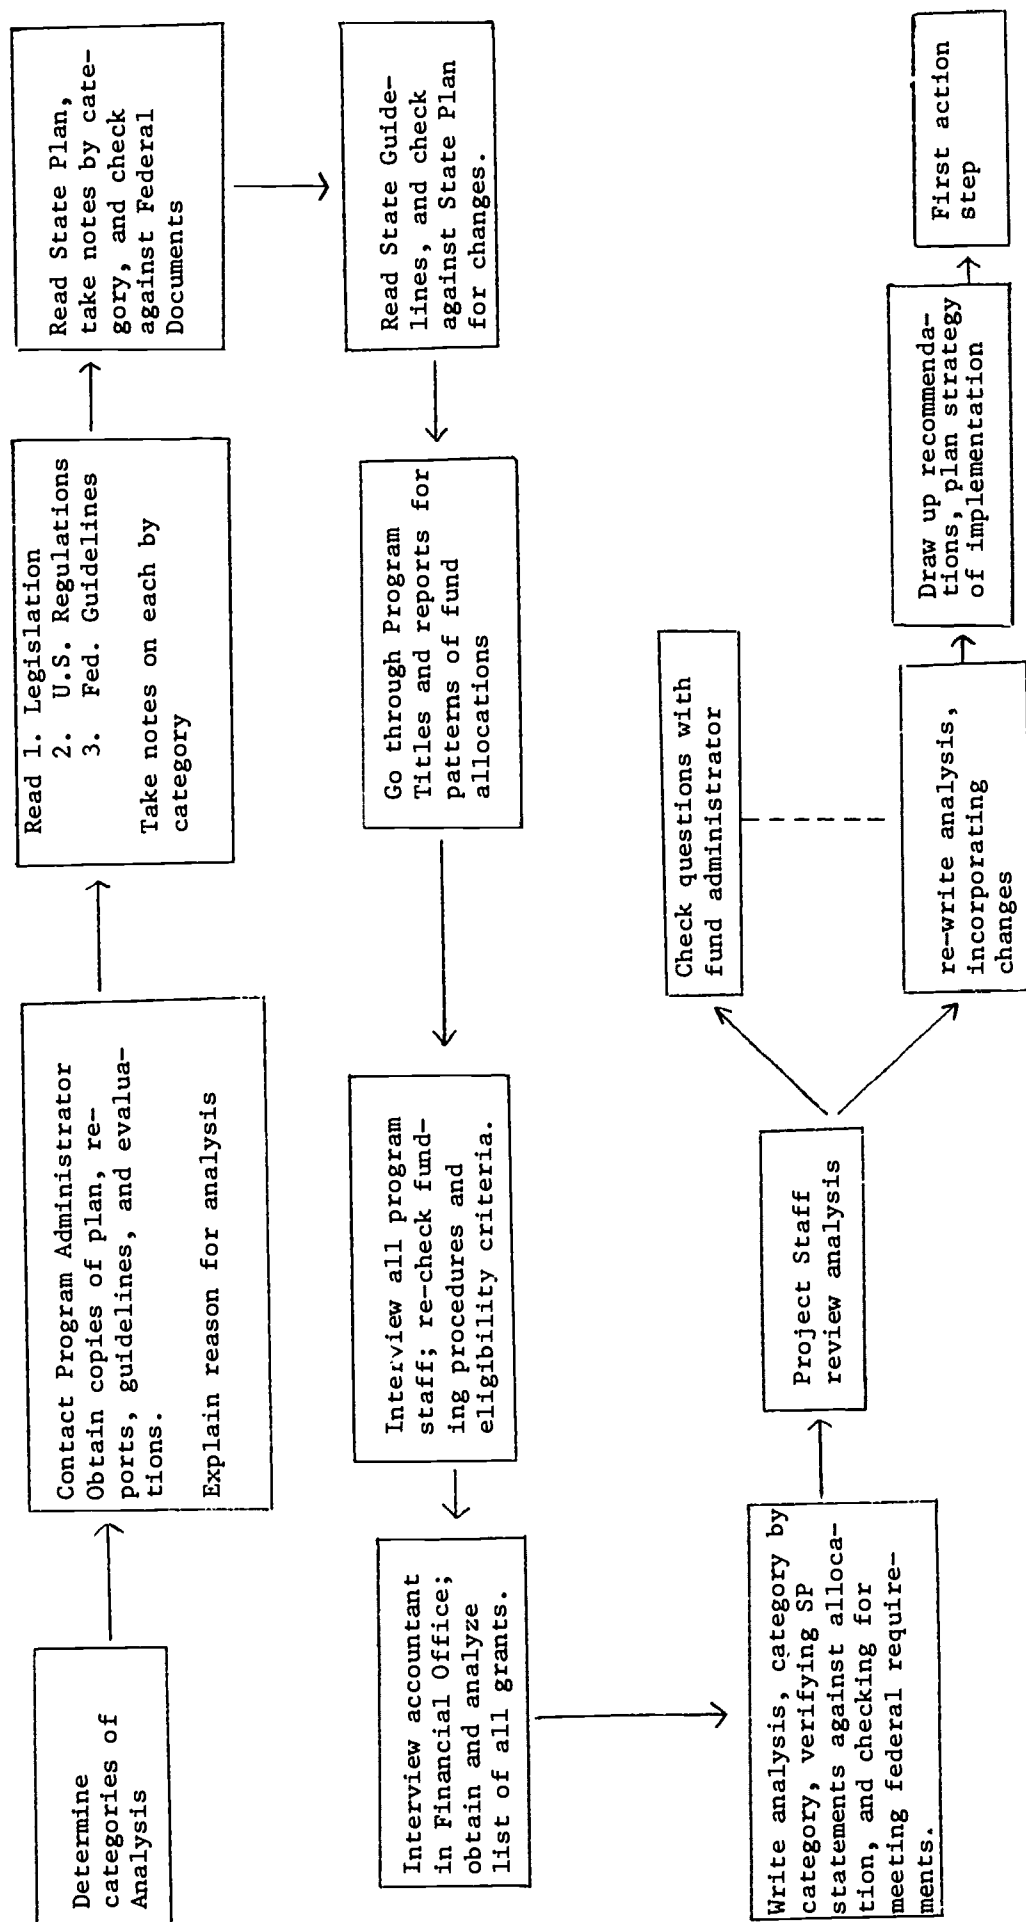 Determine
categories of
Analysis
Contact Program Administrator
Obtain copies of plan, re-
ports, guidelines, and evalua-
tions.
Explain reason for analysis
Read 1. Legislation
2. U.S. Regulations
3. Fed. Guidelines
Take notes on each by
category
Read State Plan,
take notes by cate-
gory, and check
against Federal
Documents
Read State Guide-
lines, and check
against State Plan
for changes.
Go through Program
Titles and reports for
patterns of fund
allocations
Interview all program
staff; re-check fund-
ing procedures and
eligibility criteria.
Interview accountant
in Financial Office;
obtain and analyze
list of all grants.
Write analysis, category by
category, verifying SP
statements against alloca-
tion, and checking for
meeting federal require-
ments.
Project Staff
review analysis
Check questions with
fund administrator
re-write analysis,
incorporating
changes
Draw up recommenda-
tions, plan strategy
of implementation
First action
step